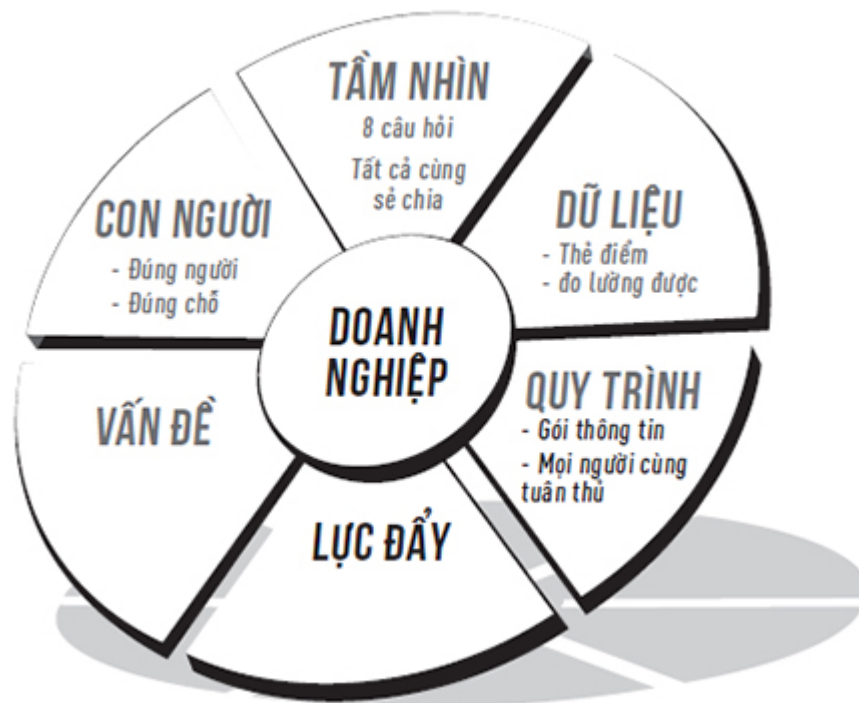 TẦM NHÌN
8 câu hỏi
Tất cả cùng
sẻ chia
DỮ LIỆU
- Thẻ điểm
- đo lường được
CON NGƯỜI
- Đúng người
- Đúng chỗ
DOANH
NGHIỆP
QUY TRÌNH
- Gói thông tin
- Mọi người cùng
tuân thủ
VẤN ĐỀ
LỰC ĐẨY